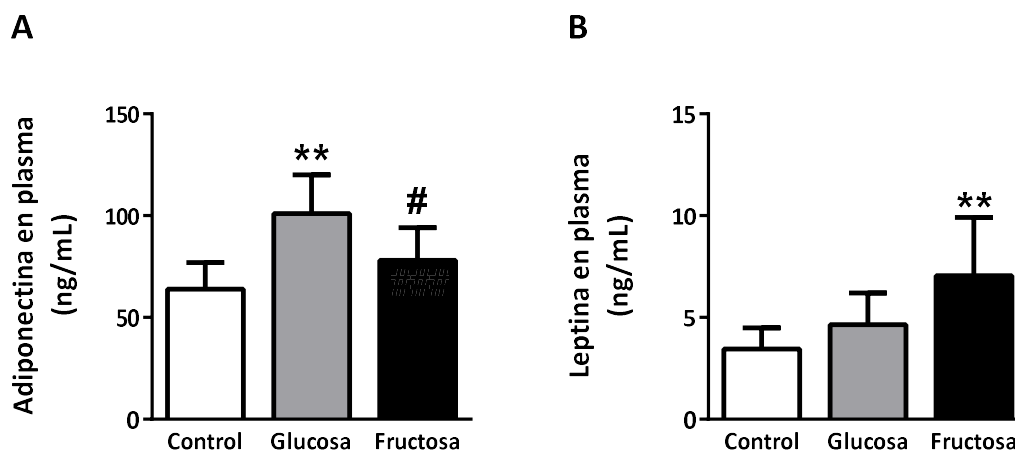 A
Adiponectina en plasma
(ng/mL)
150
100
50
0
**
#
Control
Glucosa
Fructosa
B
Leptina en plasma
(ng/mL)
15
10
5
0
**
Control
Glucosa
Fructosa